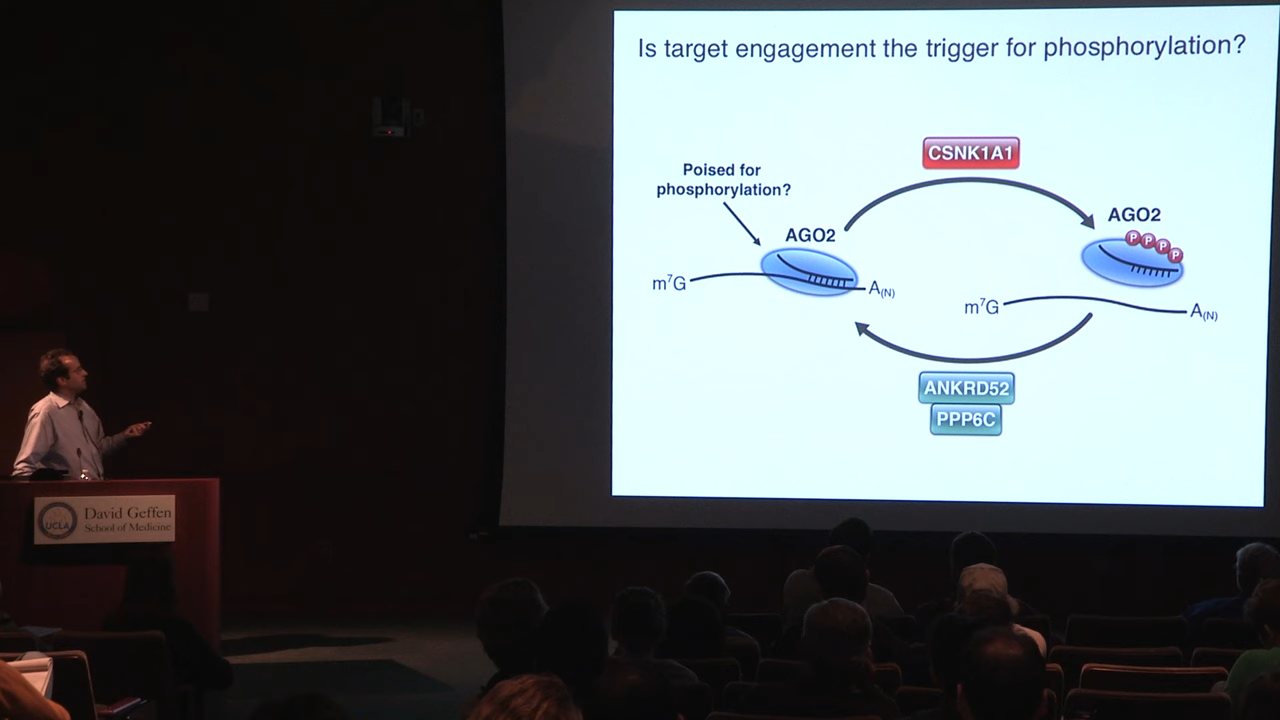 Is target engagement the trigger for phosphorylation?
CSNK1A1
Poised for
phosphorylation?
AGO2
AGO2
P P P P
m⁷G
A(N)
m⁷G
A(N)
ANKRD52
PPP6C
David Geffen
School of Medicine
UCLA